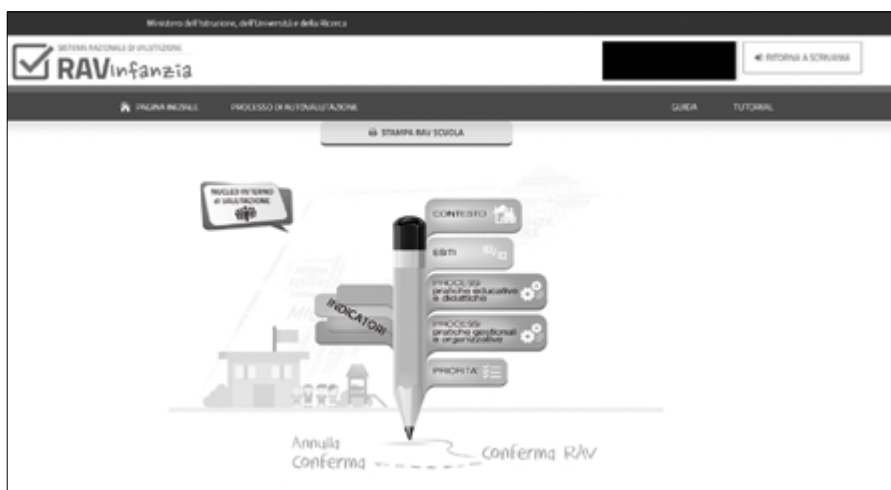 Ministero dell'Istruzione, dell'Università e della Ricerca
SISTEMA NAZIONALE DI VALUTAZIONE
RAVInfanzia
RITORNA A SCRIVANIA
PAGINA INIZIALE PROCESSO DI AUTOVALUTAZIONE GUIDA TUTORIAL
STAMPA RAV SCUOLA
NUCLEO INTERNO
di VALUTAZIONE
CONTESTO
ESITI
PROCESSI
pratiche educative
e didattiche
INDICATORI
PROCESSI
pratiche gestionali
e organizzative
PRIORITA'
Annulla
conferma
Conferma RAV